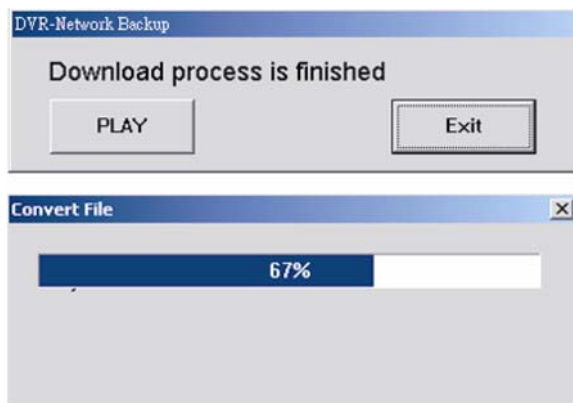 DVR-Network Backup
Download process is finished
PLAY
Exit
Convert File
67%